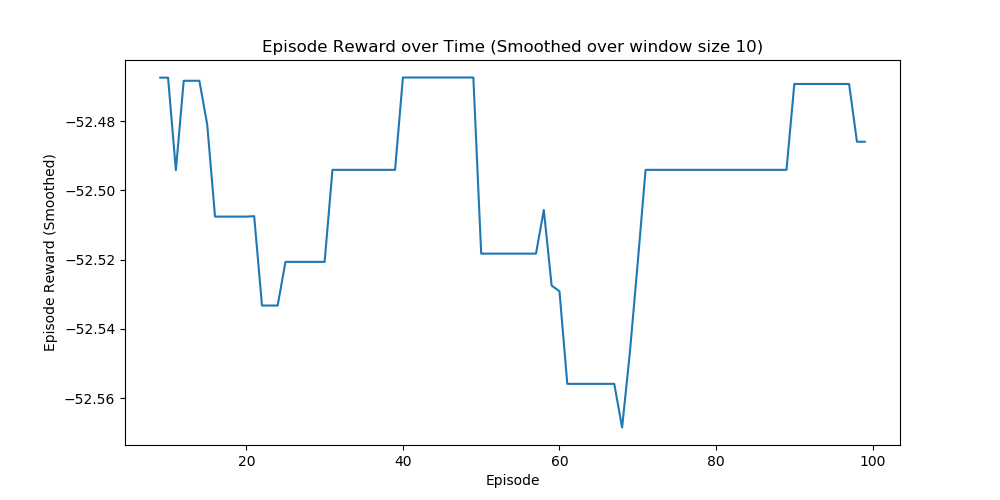 Episode Reward over Time (Smoothed over window size 10)
Episode Reward (Smoothed)
−52.48
−52.50
−52.52
−52.54
−52.56
20 40 60 80 100
Episode